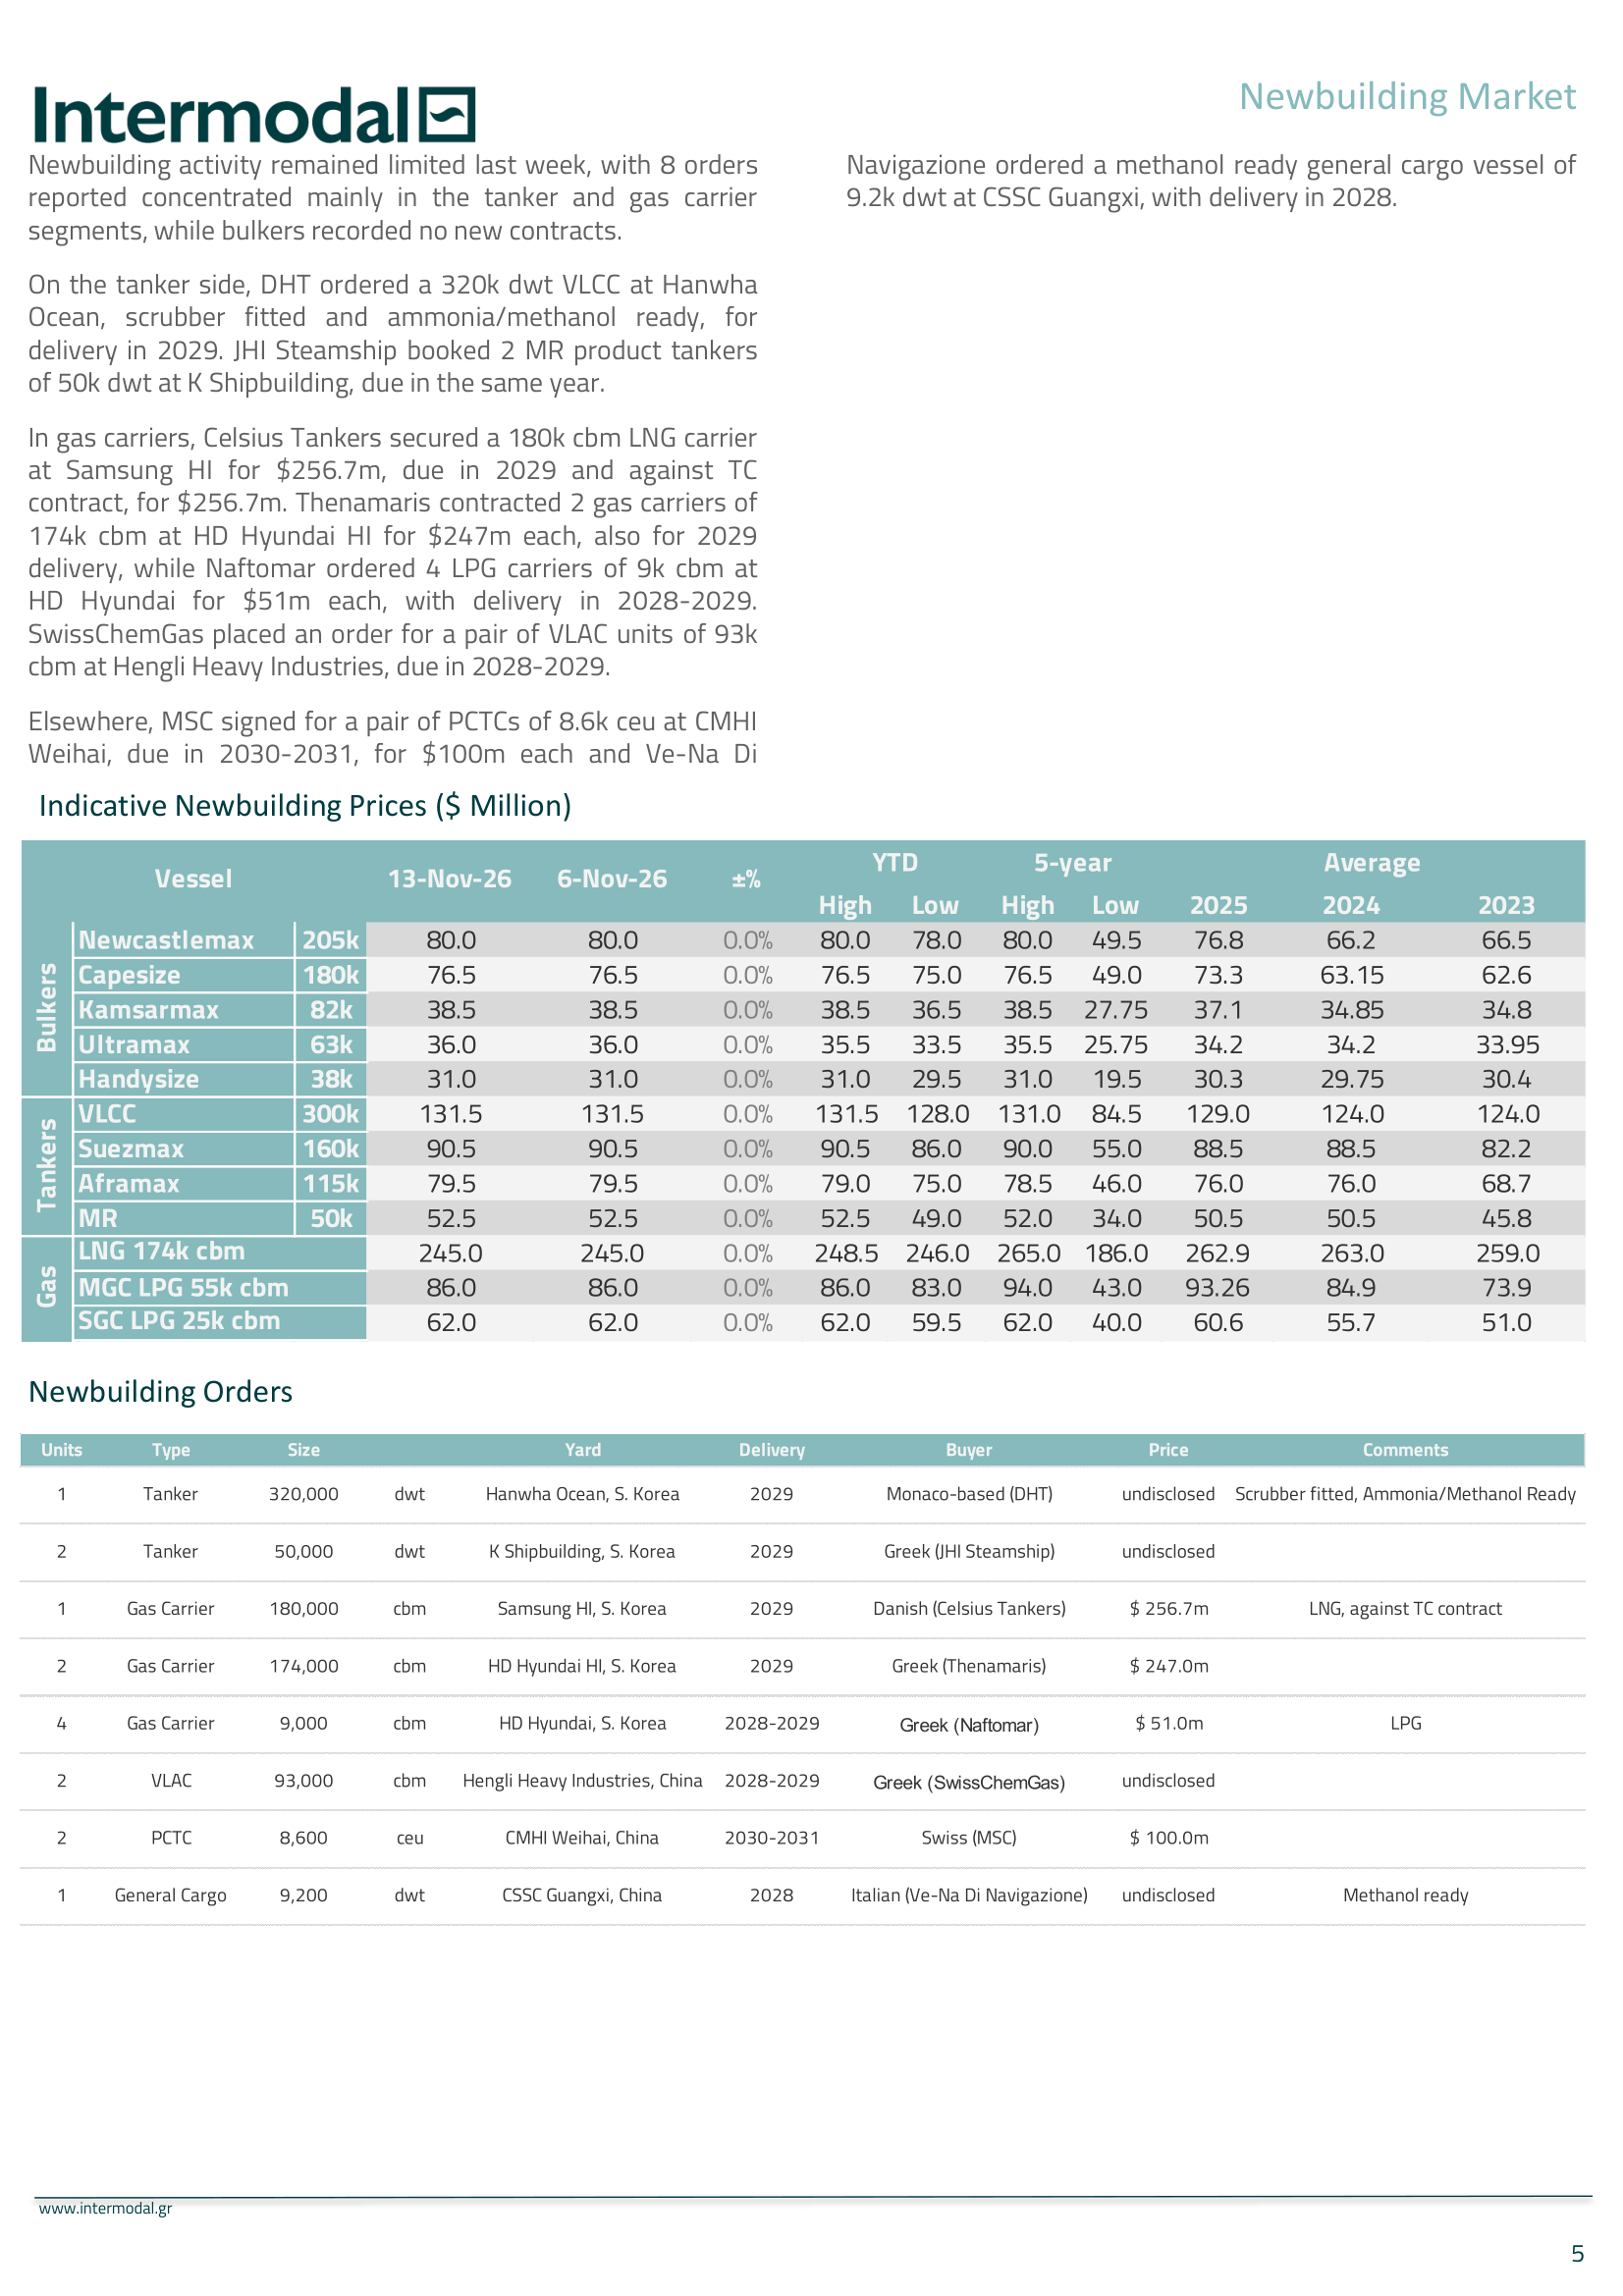 Intermodal
Newbuilding Market
Newbuilding activity remained limited last week, with 8 orders
reported concentrated mainly in the tanker and gas carrier
segments, while bulkers recorded no new contracts.
On the tanker side, DHT ordered a 320k dwt VLCC at Hanwha
Ocean, scrubber fitted and ammonia/methanol ready, for
delivery in 2029. JHI Steamship booked 2 MR product tankers
of 50k dwt at K Shipbuilding, due in the same year.
In gas carriers, Celsius Tankers secured a 180k cbm LNG carrier
at Samsung HI for $256.7m, due in 2029 and against TC
contract, for $256.7m. Thenamaris contracted 2 gas carriers of
174k cbm at HD Hyundai HI for $247m each, also for 2029
delivery, while Naftomar ordered 4 LPG carriers of 9k cbm at
HD Hyundai for $51m each, with delivery in 2028-2029.
SwissChemGas placed an order for a pair of VLAC units of 93k
cbm at Hengli Heavy Industries, due in 2028-2029.
Elsewhere, MSC signed for a pair of PCTCs of 8.6k ceu at CMHI
Weihai, due in 2030-2031, for $100m each and Ve-Na Di
Navigazione ordered a methanol ready general cargo vessel of
9.2k dwt at CSSC Guangxi, with delivery in 2028.
Indicative Newbuilding Prices ($ Million)
Vessel 13-Nov-26 6-Nov-26 ±% YTD 5-year Average
High Low High Low 2025 2024 2023
Bulkers
Newcastlemax 205k 80.0 80.0 0.0% 80.0 78.0 80.0 49.5 76.8 66.2 66.5
Capesize 180k 76.5 76.5 0.0% 76.5 75.0 76.5 49.0 73.3 63.15 62.6
Kamsarmax 82k 38.5 38.5 0.0% 38.5 36.5 38.5 27.75 37.1 34.85 34.8
Ultramax 63k 36.0 36.0 0.0% 35.5 33.5 35.5 25.75 34.2 34.2 33.95
Handysize 38k 31.0 31.0 0.0% 31.0 29.5 31.0 19.5 30.3 29.75 30.4
Tankers
VLCC 300k 131.5 131.5 0.0% 131.5 128.0 131.0 84.5 129.0 124.0 124.0
Suezmax 160k 90.5 90.5 0.0% 90.5 86.0 90.0 55.0 88.5 88.5 82.2
Aframax 115k 79.5 79.5 0.0% 79.0 75.0 78.5 46.0 76.0 76.0 68.7
MR 50k 52.5 52.5 0.0% 52.5 49.0 52.0 34.0 50.5 50.5 45.8
Gas
LNG 174k cbm 245.0 245.0 0.0% 248.5 246.0 265.0 186.0 262.9 263.0 259.0
MGC LPG 55k cbm 86.0 86.0 0.0% 86.0 83.0 94.0 43.0 93.26 84.9 73.9
SGC LPG 25k cbm 62.0 62.0 0.0% 62.0 59.5 62.0 40.0 60.6 55.7 51.0
Newbuilding Orders
Units Type Size Yard Delivery Buyer Price Comments
1 Tanker 320,000 dwt Hanwha Ocean, S. Korea 2029 Monaco-based (DHT) undisclosed Scrubber fitted, Ammonia/Methanol Ready
2 Tanker 50,000 dwt K Shipbuilding, S. Korea 2029 Greek (JHI Steamship) undisclosed
1 Gas Carrier 180,000 cbm Samsung HI, S. Korea 2029 Danish (Celsius Tankers) $ 256.7m LNG, against TC contract
2 Gas Carrier 174,000 cbm HD Hyundai HI, S. Korea 2029 Greek (Thenamaris) $ 247.0m
4 Gas Carrier 9,000 cbm HD Hyundai, S. Korea 2028-2029 Greek (Naftomar) $ 51.0m LPG
2 VLAC 93,000 cbm Hengli Heavy Industries, China 2028-2029 Greek (SwissChemGas) undisclosed
2 PCTC 8,600 ceu CMHI Weihai, China 2030-2031 Swiss (MSC) $ 100.0m
1 General Cargo 9,200 dwt CSSC Guangxi, China 2028 Italian (Ve-Na Di Navigazione) undisclosed Methanol ready
www.intermodal.gr
5